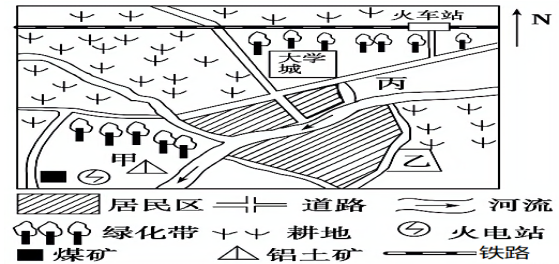 火车站
N
大学
城
丙
甲
乙
居民区 道路 河流
绿化带 耕地 火电站
煤矿 铝土矿 铁路